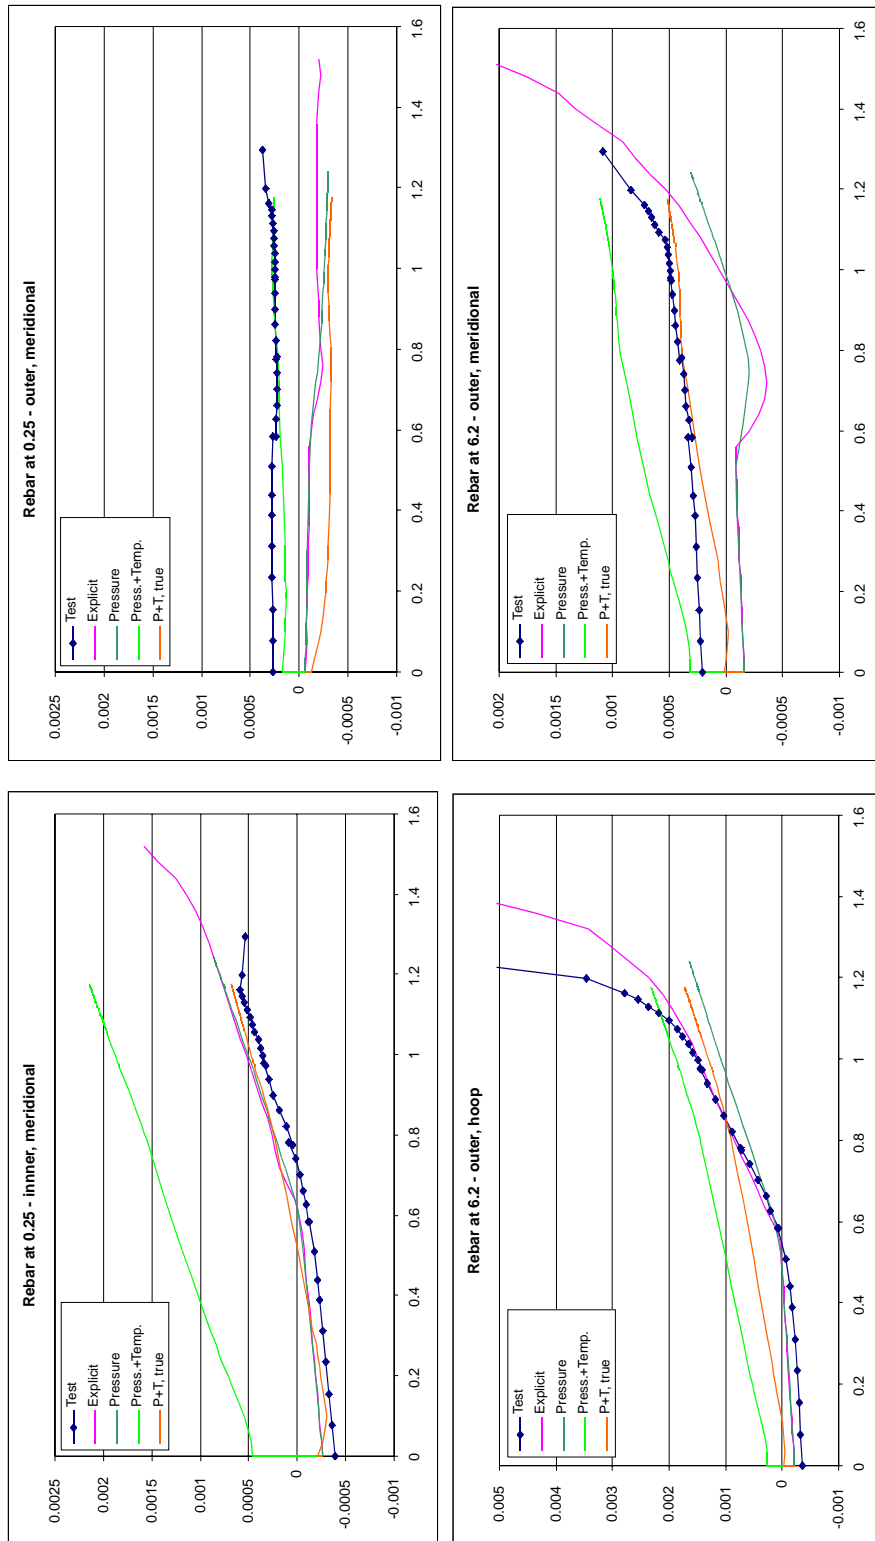 Rebar at 0.25 - innner, meridional
0.0025
0.002
0.0015
0.001
0.0005
0
-0.0005
-0.001
0
0.2
0.4
0.6
0.8
1
1.2
1.4
1.6
Test
Explicit
Pressure
Press.+Temp.
P+T, true
Rebar at 0.25 - outer, meridional
0.0025
0.002
0.0015
0.001
0.0005
0
-0.0005
-0.001
0
0.2
0.4
0.6
0.8
1
1.2
1.4
1.6
Test
Explicit
Pressure
Press.+Temp.
P+T, true
Rebar at 6.2 - outer, hoop
0.005
0.004
0.003
0.002
0.001
0
-0.001
0
0.2
0.4
0.6
0.8
1
1.2
1.4
1.6
Test
Explicit
Pressure
Press.+Temp.
P+T, true
Rebar at 6.2 - outer, meridional
0.002
0.0015
0.001
0.0005
0
-0.0005
-0.001
0
0.2
0.4
0.6
0.8
1
1.2
1.4
1.6
Test
Explicit
Pressure
Press.+Temp.
P+T, true